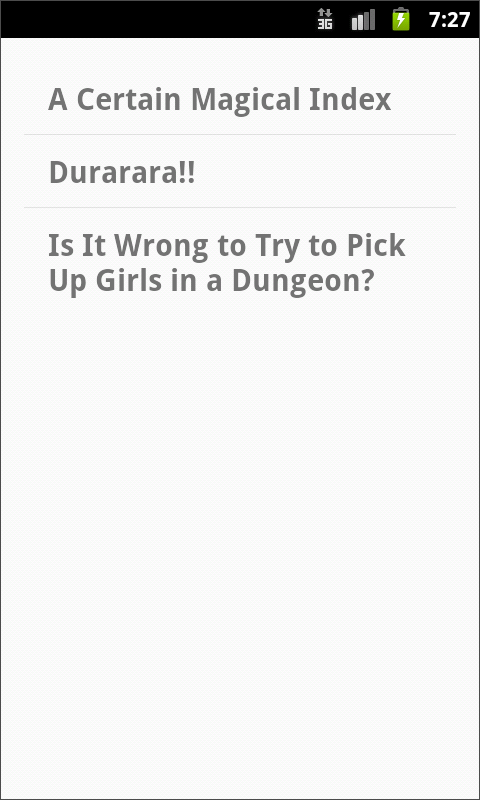 3G 7:27
A Certain Magical Index
Durarara!!
Is It Wrong to Try to Pick
Up Girls in a Dungeon?